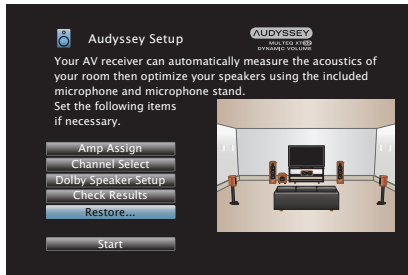 Audyssey Setup
AUDYSSEY
MULTEQ XT32
DYNAMIC VOLUME
Your AV receiver can automatically measure the acoustics of
your room then optimize your speakers using the included
microphone and microphone stand.
Set the following items
if necessary.
Amp Assign
Channel Select
Dolby Speaker Setup
Check Results
Restore...
Start